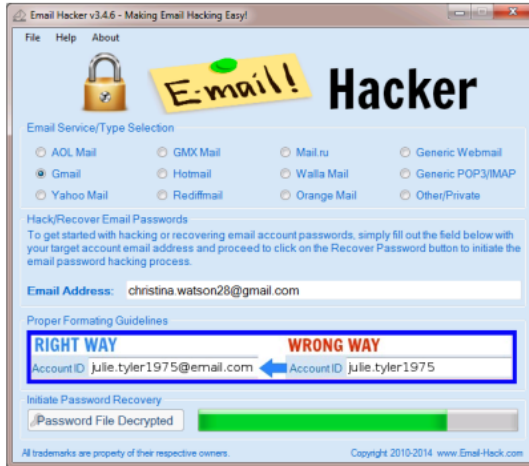 Email Hacker v3.4.6 - Making Email Hacking Easy!
File Help About
E-mail! Hacker
Email Service/Type Selection
AOL Mail GMX Mail Mail.ru Generic Webmail
Gmail Hotmail Walla Mail Generic POP3/IMAP
Yahoo Mail Rediffmail Orange Mail Other/Private
Hack/Recover Email Passwords
To get started with hacking or recovering email account passwords, simply fill out the field below with
your target account email address and proceed to click on the Recover Password button to initiate the
email password hacking process.
Email Address: christina.watson28@gmail.com
Proper Formating Guidelines
RIGHT WAY WRONG WAY
Account ID julie.tyler1975@email.com Account ID julie.tyler1975
Initiate Password Recovery
Password File Decrypted
All trademarks are property of their respective owners. Copyright 2010-2014 www.Email-Hack.com